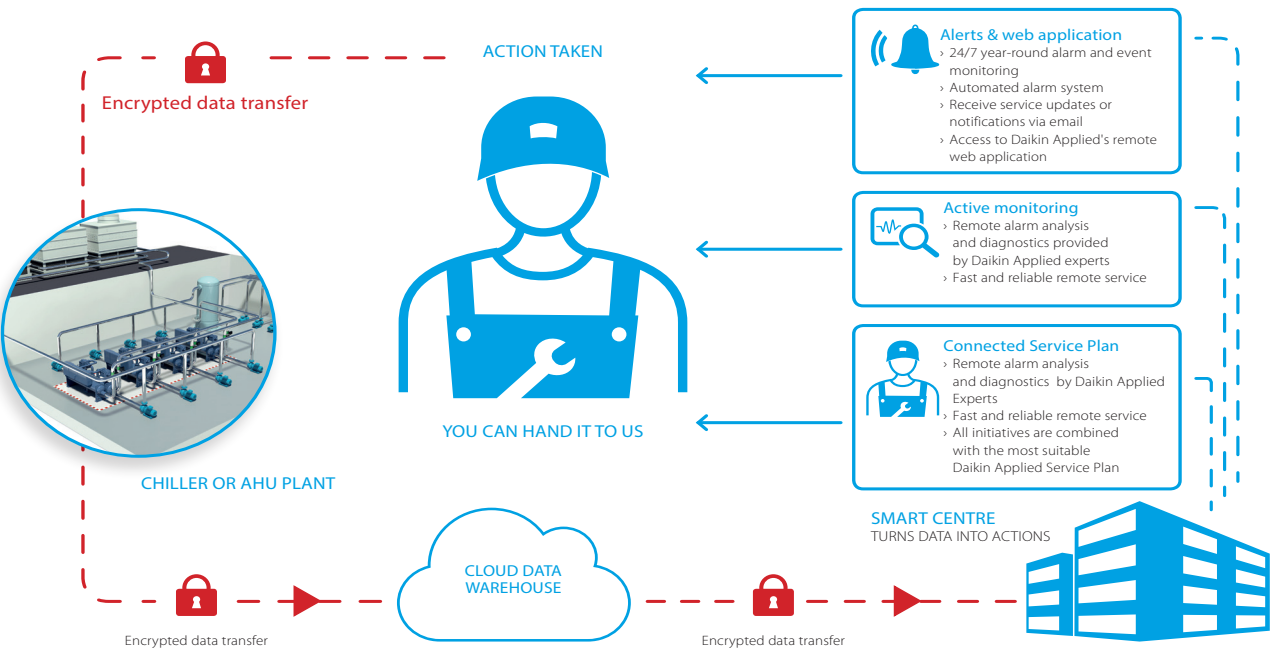 ACTION TAKEN
Encrypted data transfer
Alerts & web application
› 24/7 year-round alarm and event
monitoring
› Automated alarm system
› Receive service updates or
notifications via email
› Access to Daikin Applied's remote
web application
Active monitoring
› Remote alarm analysis
and diagnostics provided
by Daikin Applied experts
› Fast and reliable remote service
Connected Service Plan
› Remote alarm analysis
and diagnostics  by Daikin Applied
Experts
› Fast and reliable remote service
› All initiatives are combined
with the most suitable
Daikin Applied Service Plan
YOU CAN HAND IT TO US
CHILLER OR AHU PLANT
SMART CENTRE
TURNS DATA INTO ACTIONS
CLOUD DATA
WAREHOUSE
Encrypted data transfer
Encrypted data transfer